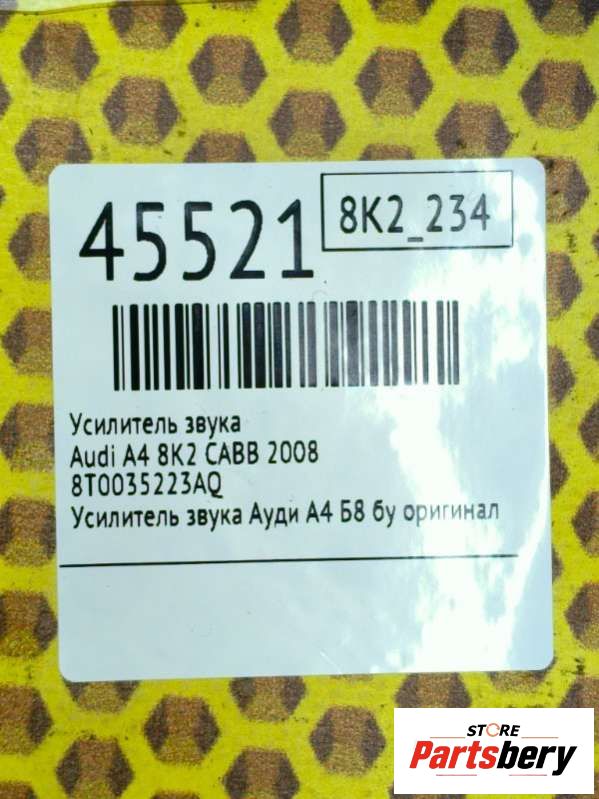 45521
8K2_234
Усилитель звука
Audi A4 8K2 CABB 2008
8T0035223AQ
Усилитель звука Ауди А4 Б8 бу оригинал
STORE
Partsbery